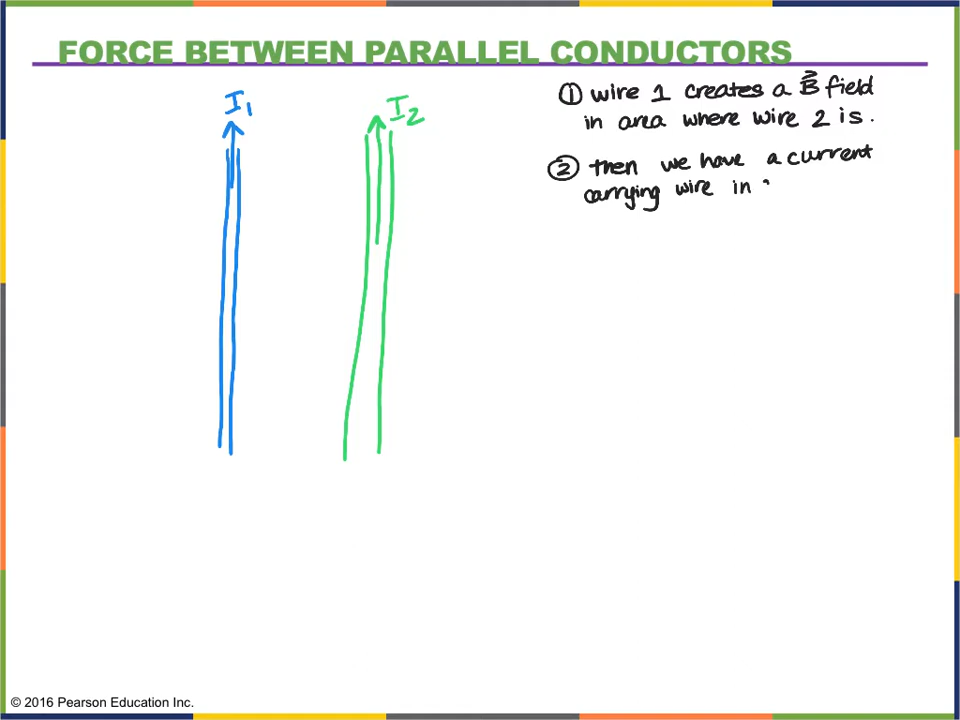 FORCE BETWEEN PARALLEL CONDUCTORS
I₁
I₂
① wire 1 creates a B⃗ field
in area where wire 2 is.
② then we have a current
carrying wire in
© 2016 Pearson Education Inc.